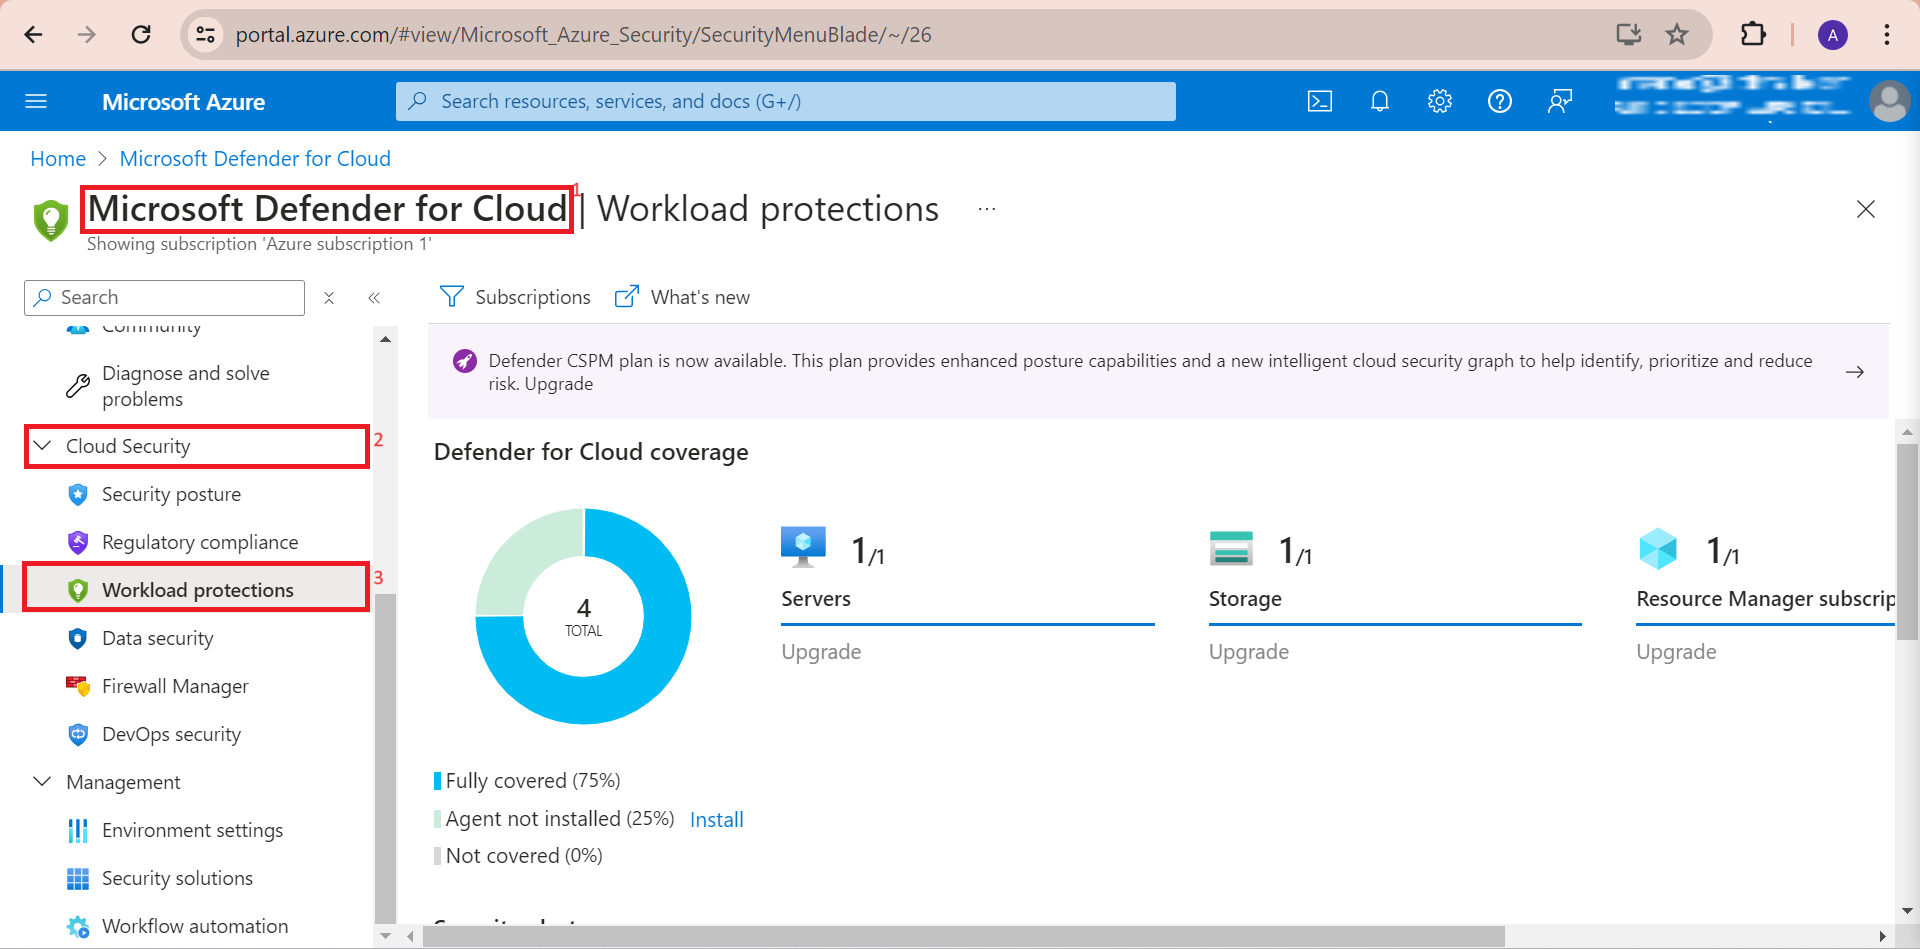 portal.azure.com/#view/Microsoft_Azure_Security/SecurityMenuBlade/~/26
A
Microsoft Azure
Search resources, services, and docs (G+/)
Home > Microsoft Defender for Cloud
Microsoft Defender for Cloud | Workload protections ...
1
Showing subscription 'Azure subscription 1'
Search
Community
Diagnose and solve
problems
Cloud Security
2
Security posture
Regulatory compliance
Workload protections
3
Data security
Firewall Manager
DevOps security
Management
Environment settings
Security solutions
Workflow automation
Subscriptions
What's new
Defender CSPM plan is now available. This plan provides enhanced posture capabilities and a new intelligent cloud security graph to help identify, prioritize and reduce
risk. Upgrade
Defender for Cloud coverage
4
TOTAL
1/1
Servers
Upgrade
1/1
Storage
Upgrade
1/1
Resource Manager subscrip
Upgrade
Fully covered (75%)
Agent not installed (25%) Install
Not covered (0%)